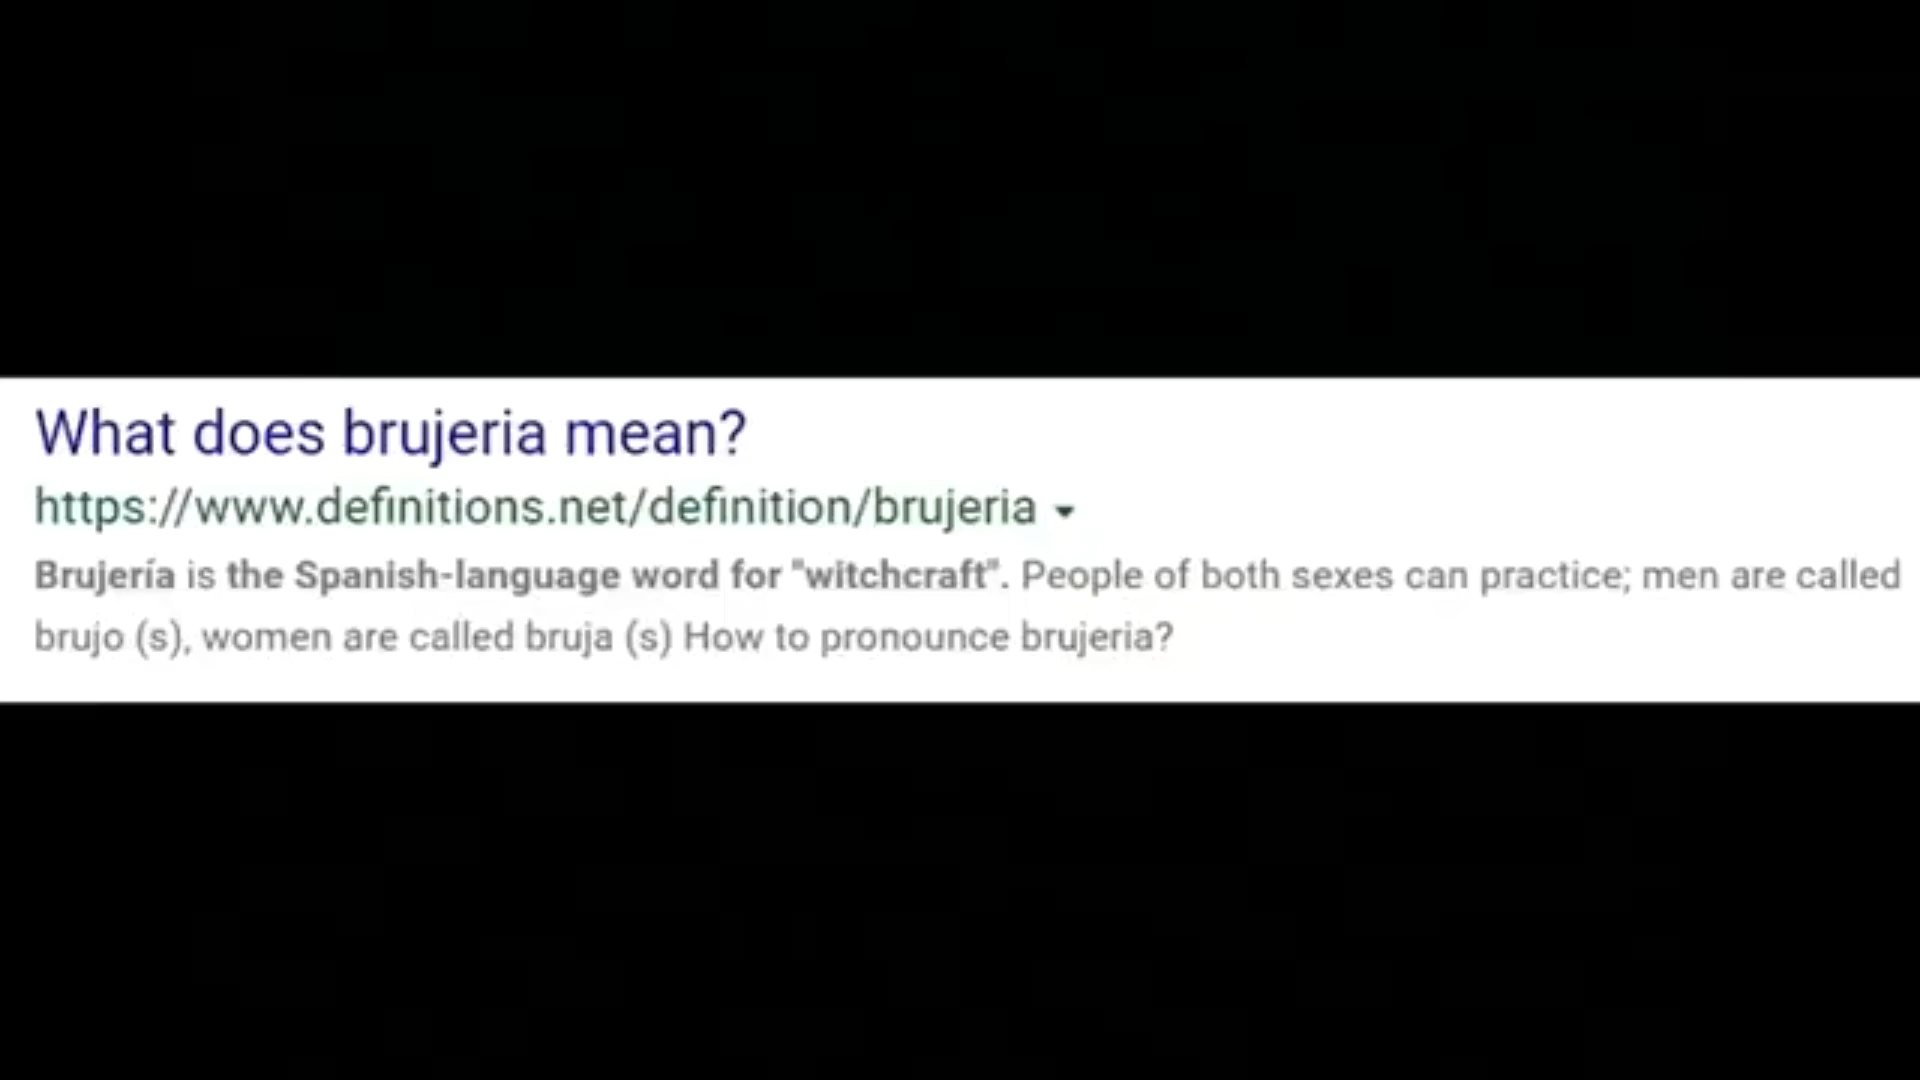 What does brujeria mean?
https://www.definitions.net/definition/brujeria
Brujería is the Spanish-language word for "witchcraft". People of both sexes can practice; men are called
brujo (s), women are called bruja (s) How to pronounce brujeria?